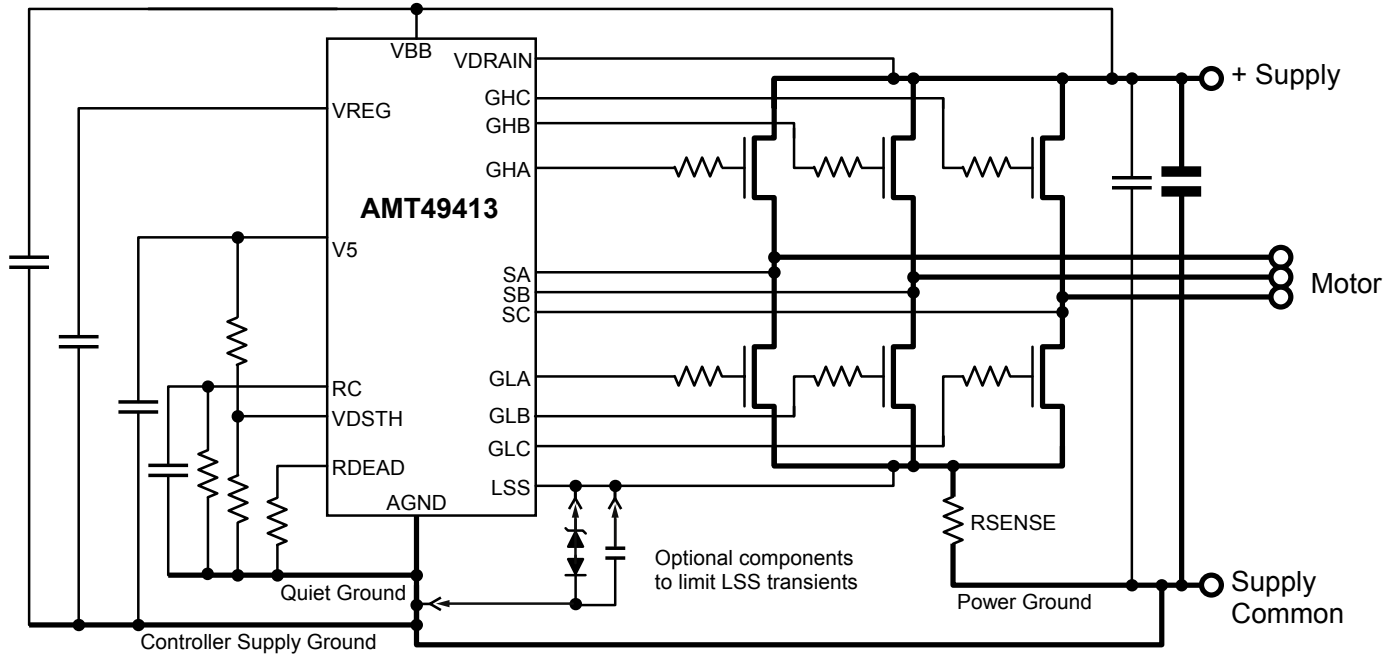 VBB
VDRAIN
+ Supply
VREG
GHC
GHB
GHA
AMT49413
V5
SA
SB
SC
Motor
RC
VDSTH
RDEAD
AGND
GLA
GLB
GLC
LSS
RSENSE
Optional components
to limit LSS transients
Quiet Ground
Power Ground
Supply
Common
Controller Supply Ground